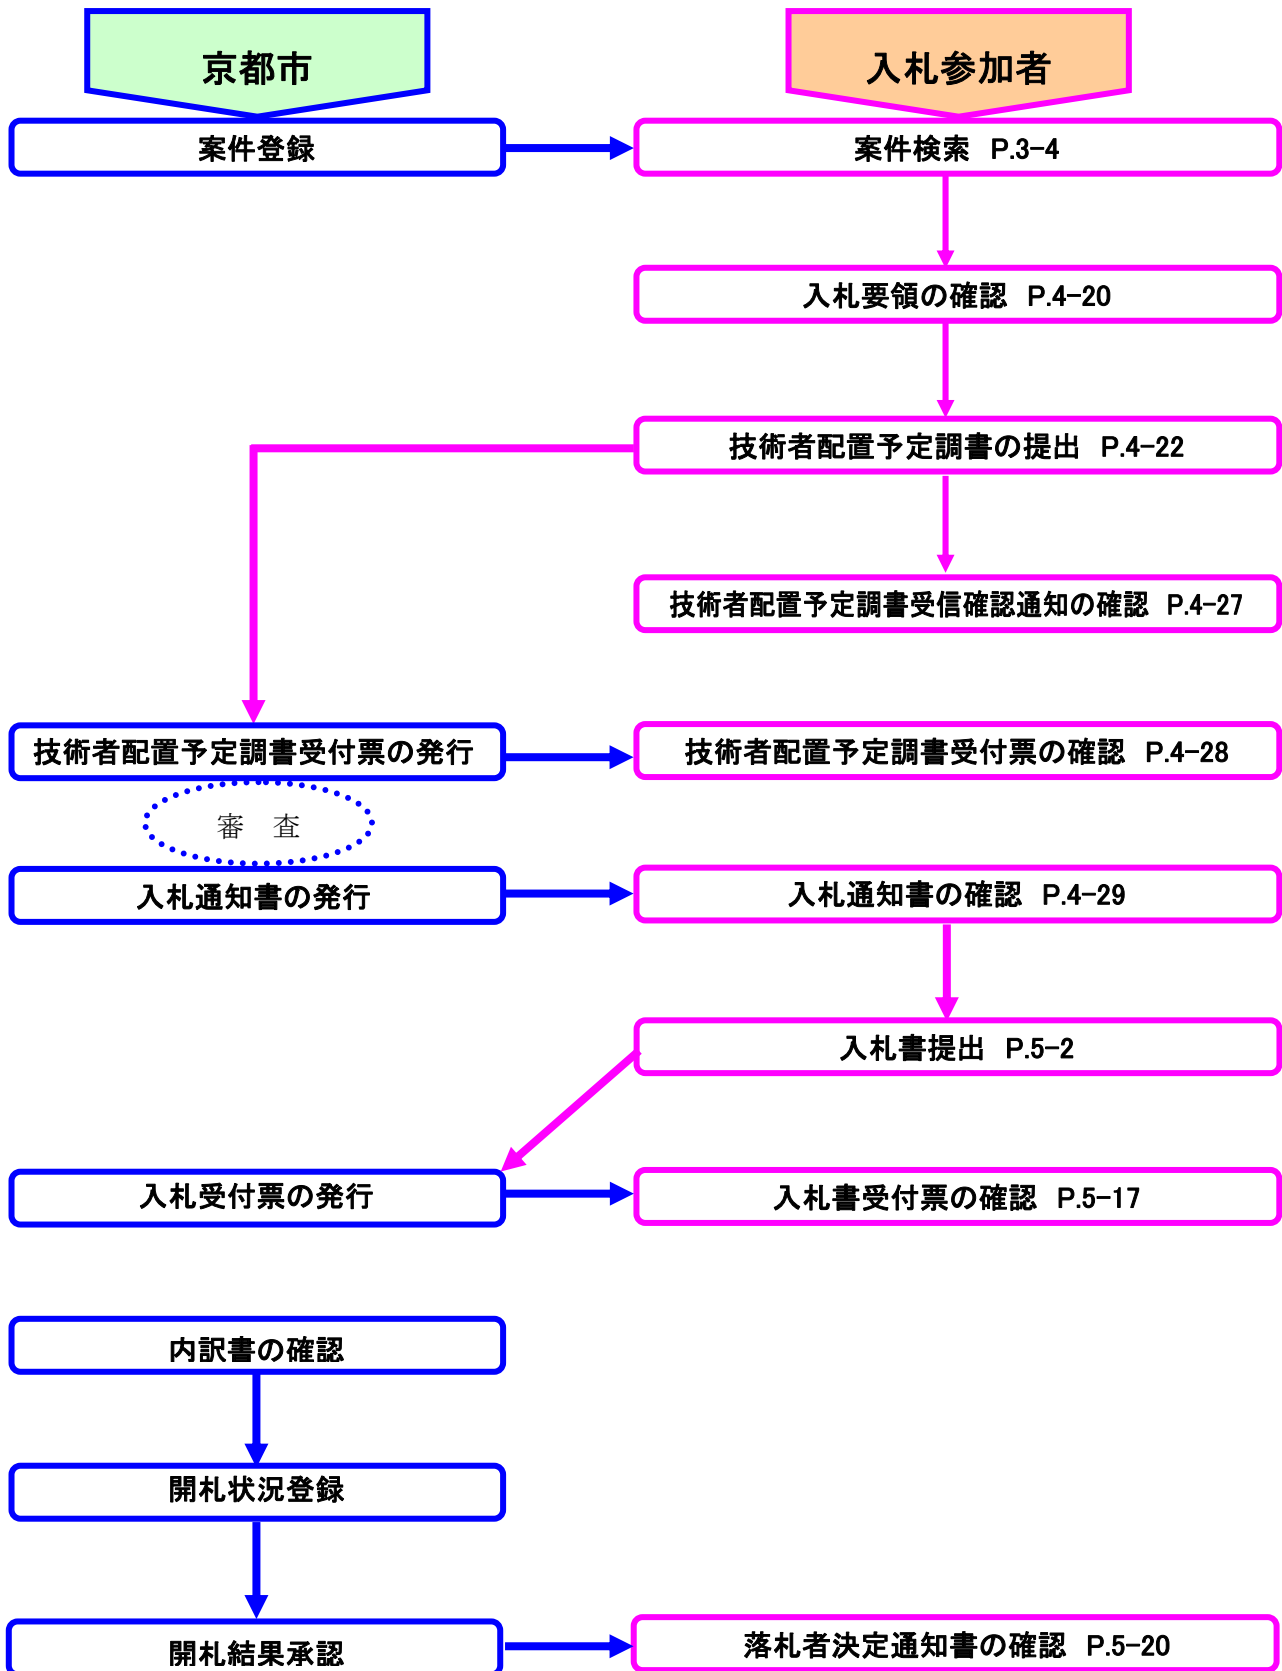 京都市
入札参加者
案件登録
案件検索 P.3-4
入札要領の確認 P.4-20
技術者配置予定調書の提出 P.4-22
技術者配置予定調書受信確認通知の確認 P.4-27
技術者配置予定調書受付票の発行
技術者配置予定調書受付票の確認 P.4-28
審 査
入札通知書の発行
入札通知書の確認 P.4-29
入札書提出 P.5-2
入札受付票の発行
入札書受付票の確認 P.5-17
内訳書の確認
開札状況登録
開札結果承認
落札者決定通知書の確認 P.5-20